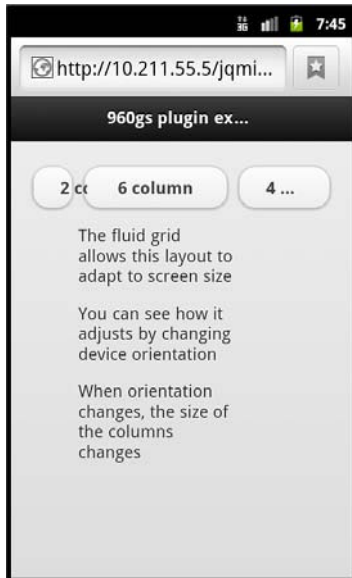 3G 7:45
http://10.211.55.5/jqmi...
960gs plugin ex...
2 co 6 column 4 ...
The fluid grid
allows this layout to
adapt to screen size
You can see how it
adjusts by changing
device orientation
When orientation
changes, the size of
the columns
changes